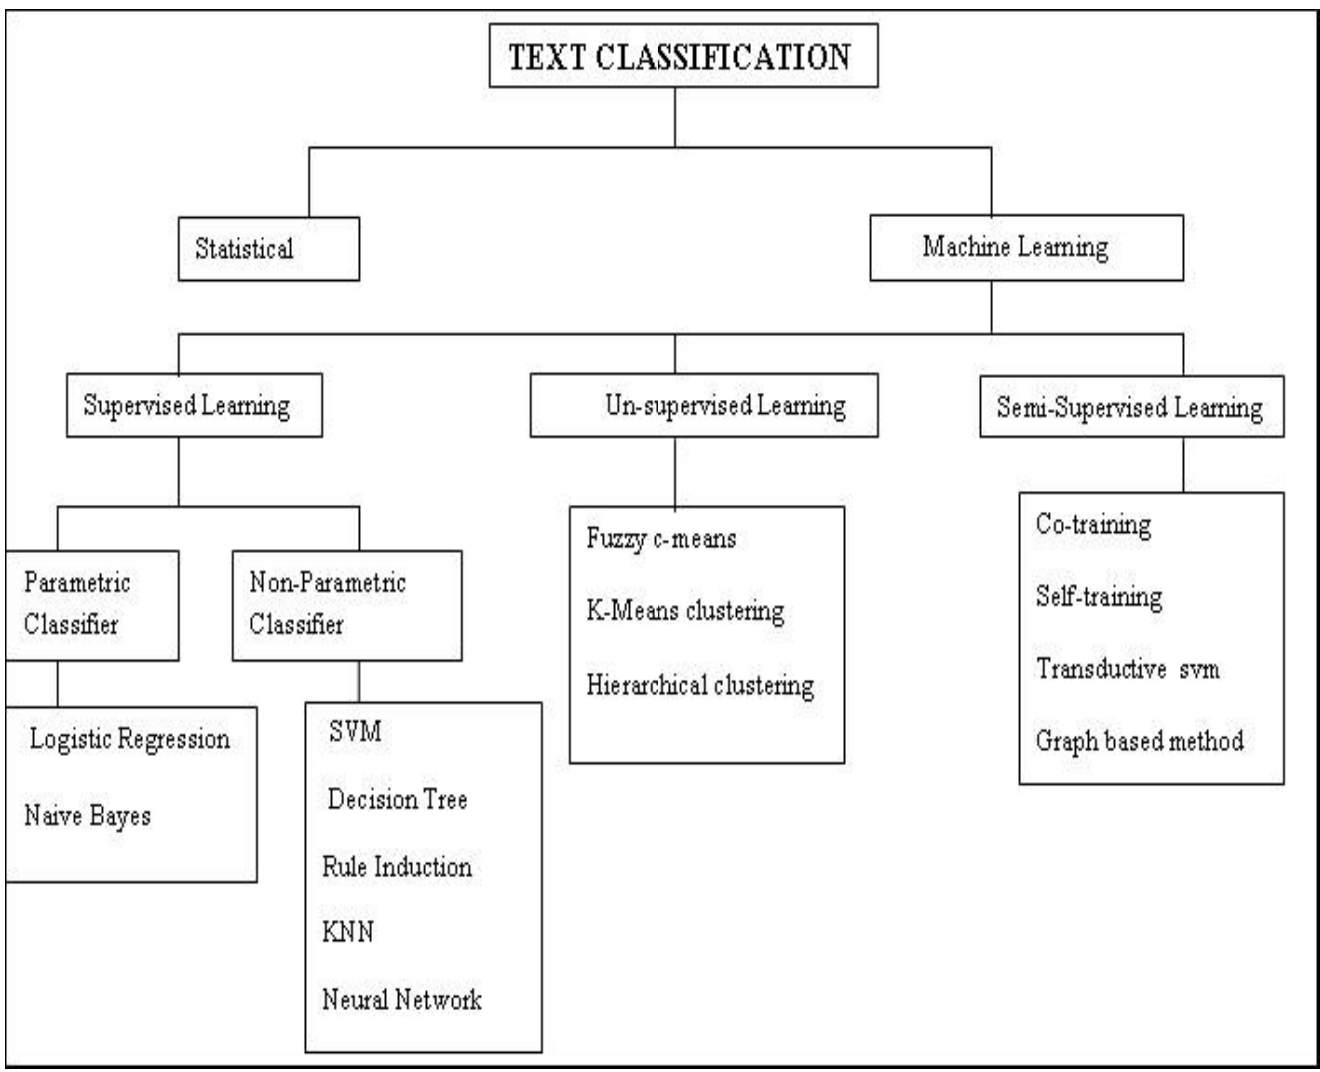 TEXT CLASSIFICATION
Statistical
Machine Learning
Supervised Learning
Un-supervised Learning
Semi-Supervised Learning
Parametric
Classifier
Non-Parametric
Classifier
Logistic Regression
Naive Bayes
SVM
Decision Tree
Rule Induction
KNN
Neural Network
Fuzzy c-means
K-Means clustering
Hierarchical clustering
Co-training
Self-training
Transductive svm
Graph based method